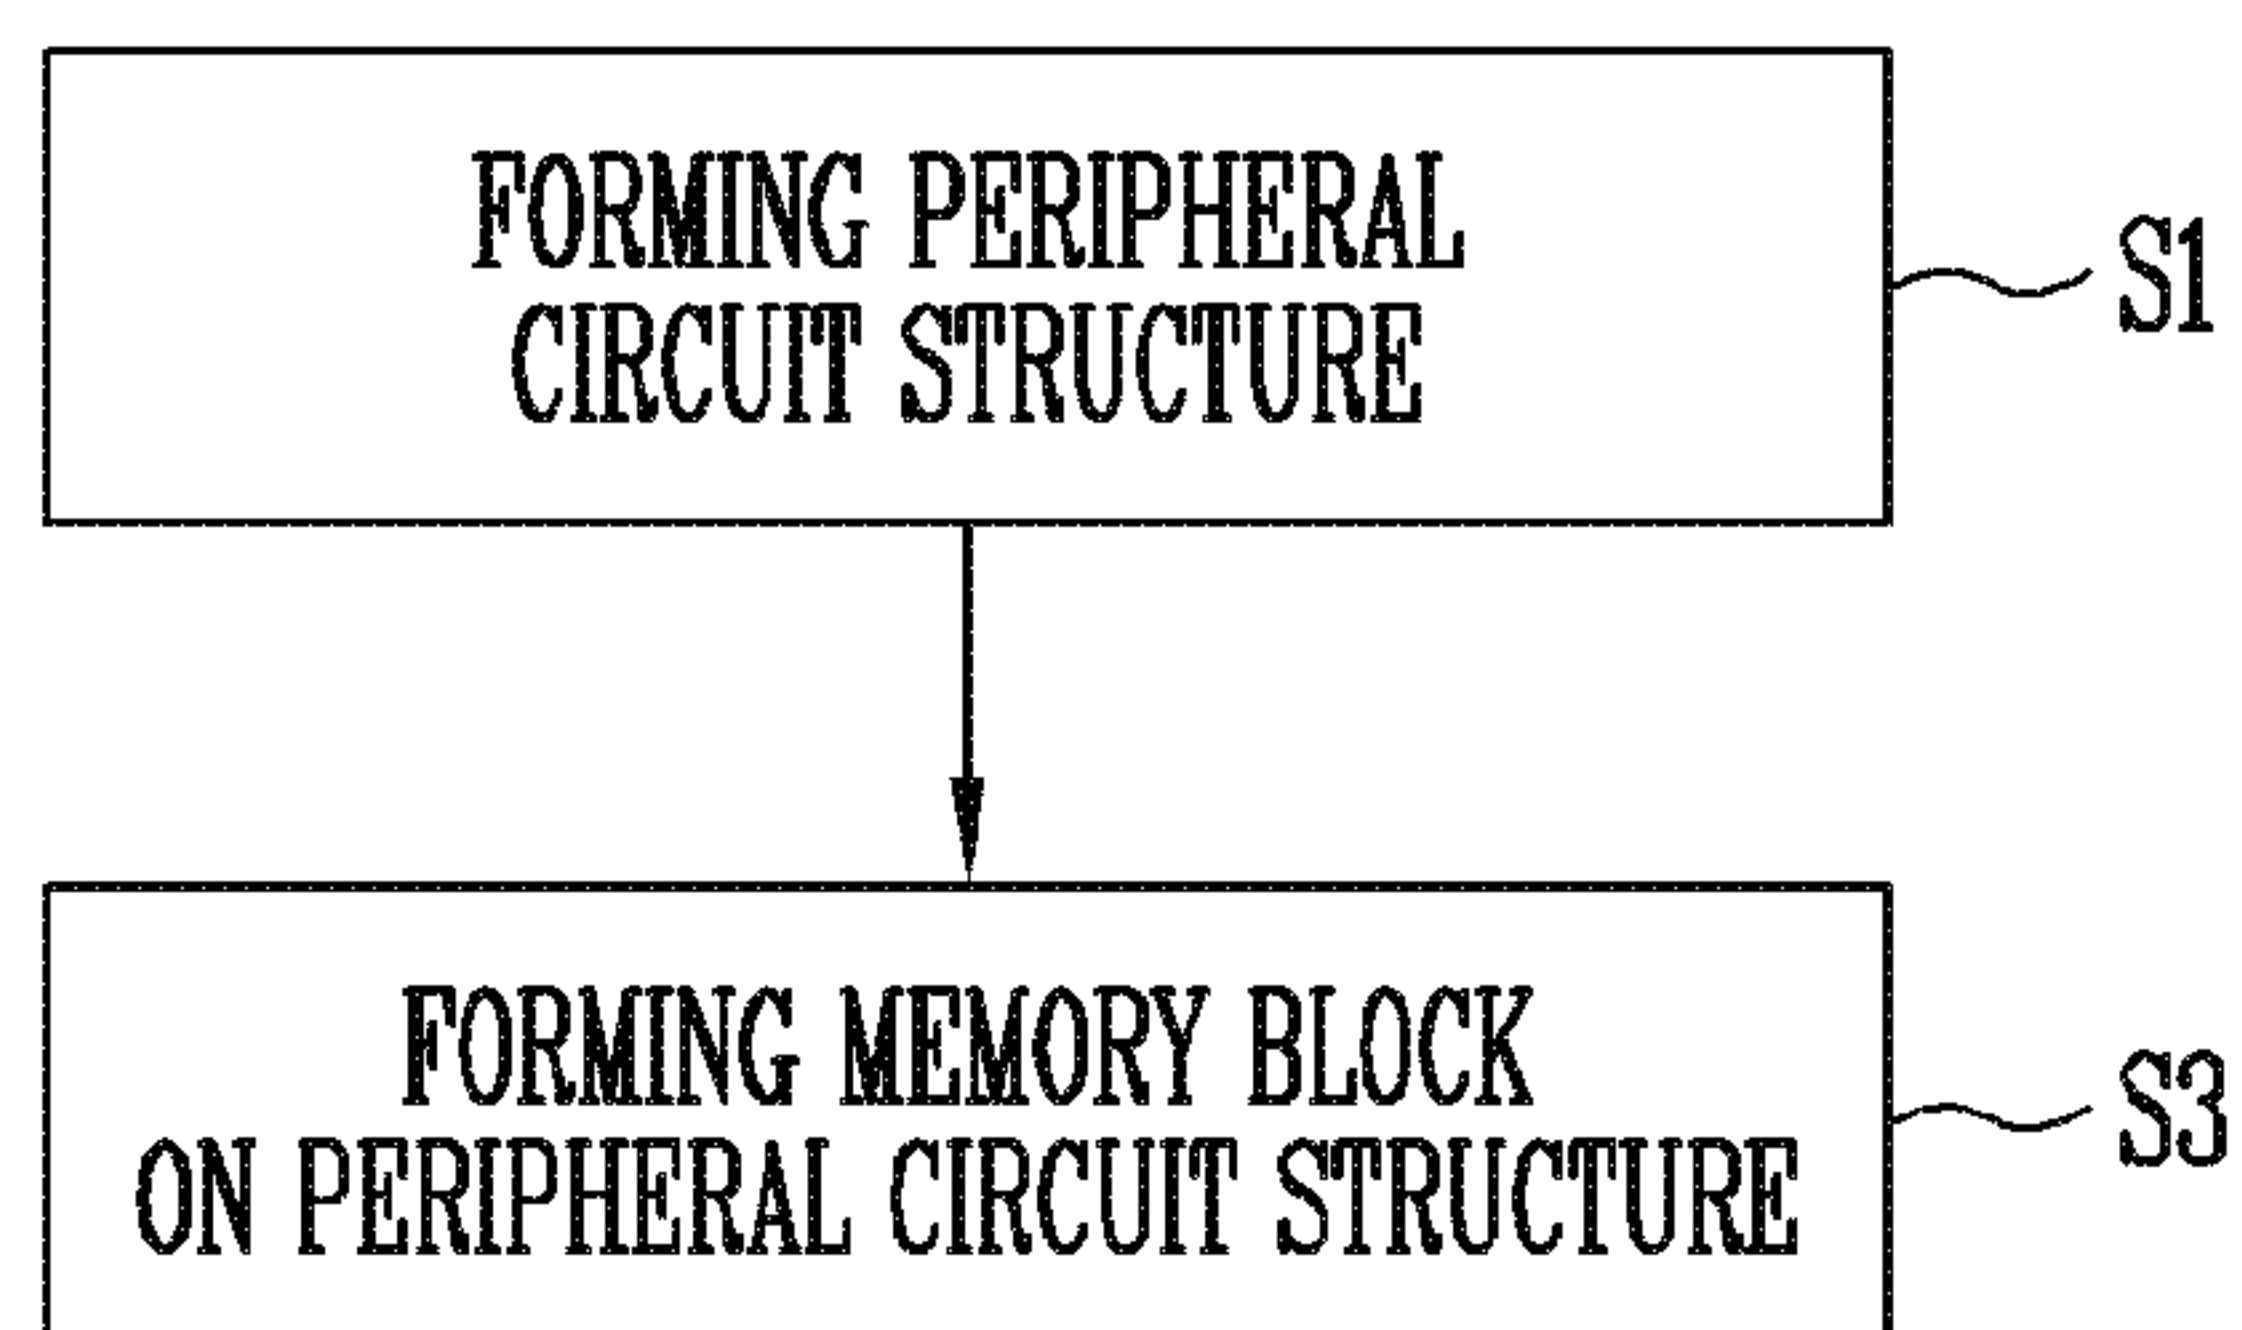 FORMING PERIPHERAL
CIRCUIT STRUCTURE
S1
FORMING MEMORY BLOCK
ON PERIPHERAL CIRCUIT STRUCTURE
S3